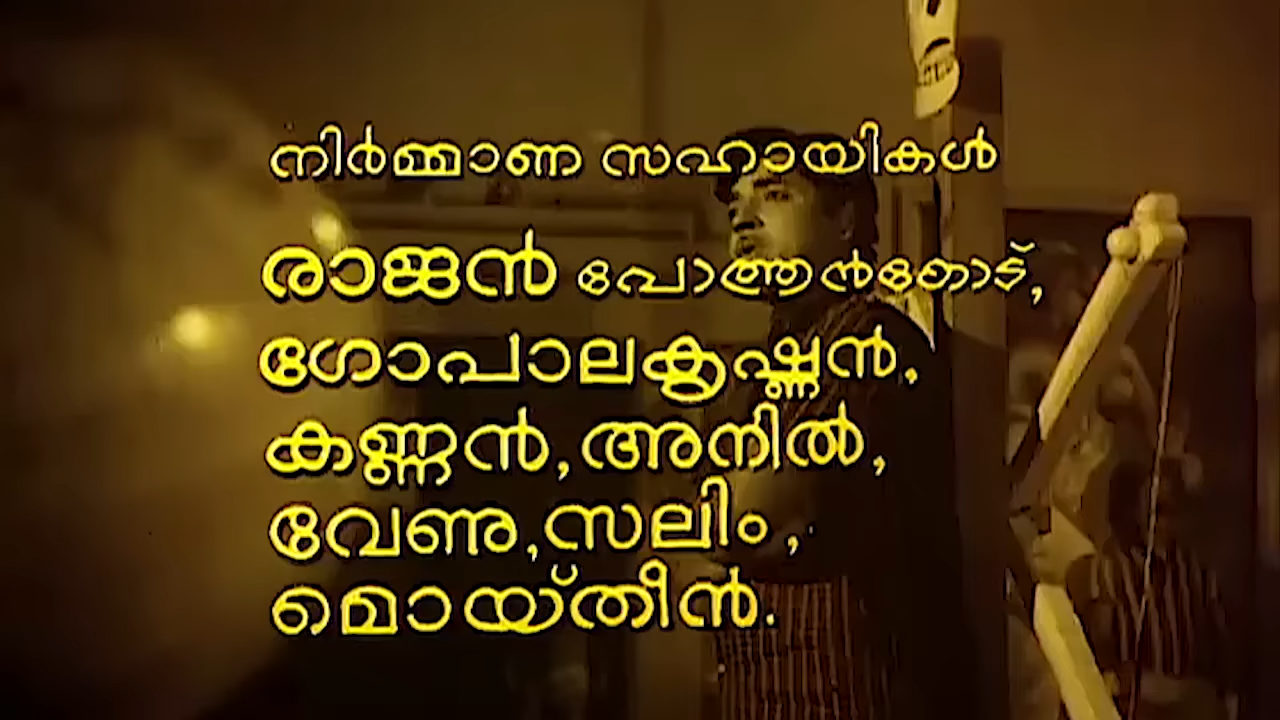 നിർമ്മാണ സഹായികൾ
രാജൻ പോത്തൻകോട്,
ഗോപാലകൃഷ്ണൻ,
കണ്ണൻ, അനിൽ,
വേണു, സലിം,
മൊയ്തീൻ.